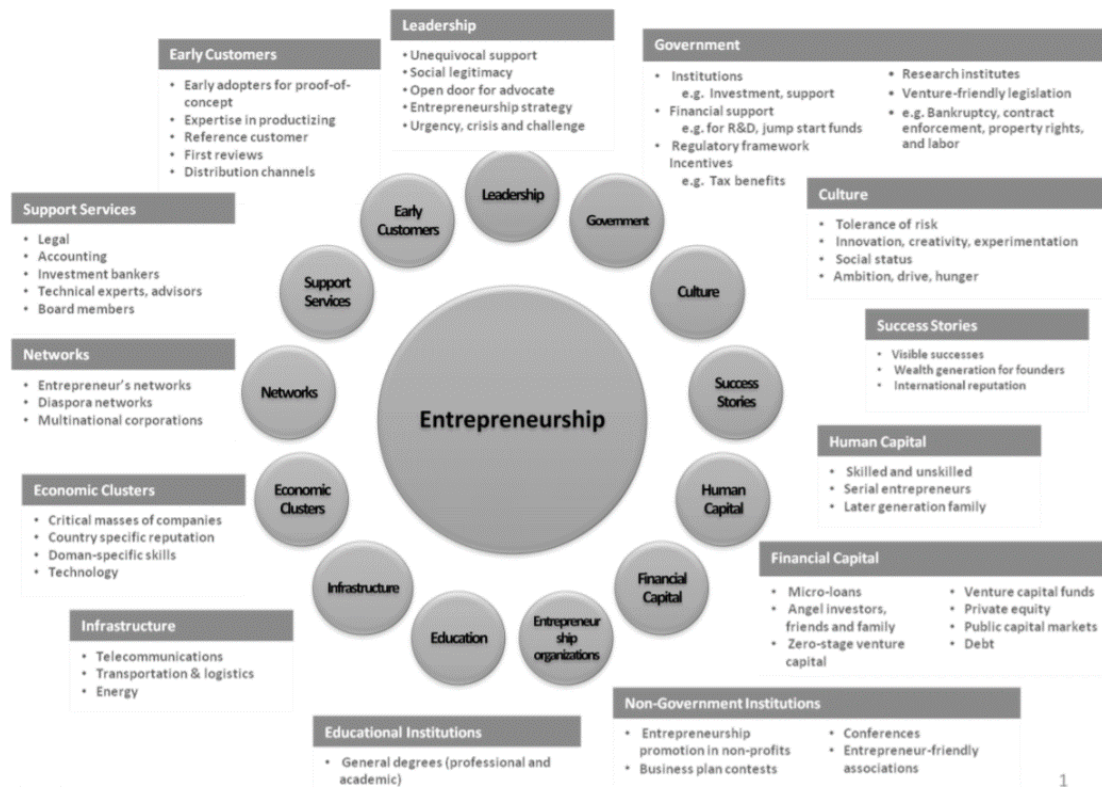 Leadership
• Unequivocal support
• Social legitimacy
• Open door for advocate
• Entrepreneurship strategy
• Urgency, crisis and challenge
Early Customers
• Early adopters for proof-of-
concept
• Expertise in productizing
• Reference customer
• First reviews
• Distribution channels
Government
• Institutions
e.g. Investment, support
• Financial support
e.g. for R&D, jump start funds
• Regulatory framework
Incentives
e.g. Tax benefits
• Research institutes
• Venture-friendly legislation
• e.g. Bankruptcy, contract
enforcement, property rights,
and labor
Support Services
• Legal
• Accounting
• Investment bankers
• Technical experts, advisors
• Board members
Culture
• Tolerance of risk
• Innovation, creativity, experimentation
• Social status
• Ambition, drive, hunger
Networks
• Entrepreneur's networks
• Diaspora networks
• Multinational corporations
Success Stories
• Visible successes
• Wealth generation for founders
• International reputation
Economic Clusters
• Critical masses of companies
• Country specific reputation
• Doman-specific skills
• Technology
Human Capital
• Skilled and unskilled
• Serial entrepreneurs
• Later generation family
Infrastructure
• Telecommunications
• Transportation & logistics
• Energy
Financial Capital
• Micro-loans
• Angel investors,
friends and family
• Zero-stage venture
capital
• Venture capital funds
• Private equity
• Public capital markets
• Debt
Educational Institutions
• General degrees (professional and
academic)
Non-Government Institutions
• Entrepreneurship
promotion in non-profits
• Business plan contests
• Conferences
• Entrepreneur-friendly
associations
Leadership
Government
Culture
Success
Stories
Human
Capital
Financial
Capital
Entrepreneur
ship
organizations
Education
Infrastructure
Economic
Clusters
Networks
Support
Services
Early
Customers
Entrepreneurship
1